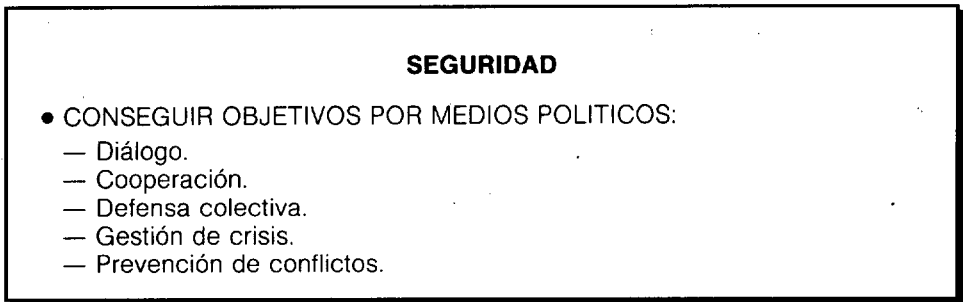 SEGURIDAD
● CONSEGUIR OBJETIVOS POR MEDIOS POLITICOS:
— Diálogo.
— Cooperación.
— Defensa colectiva.
— Gestión de crisis.
— Prevención de conflictos.